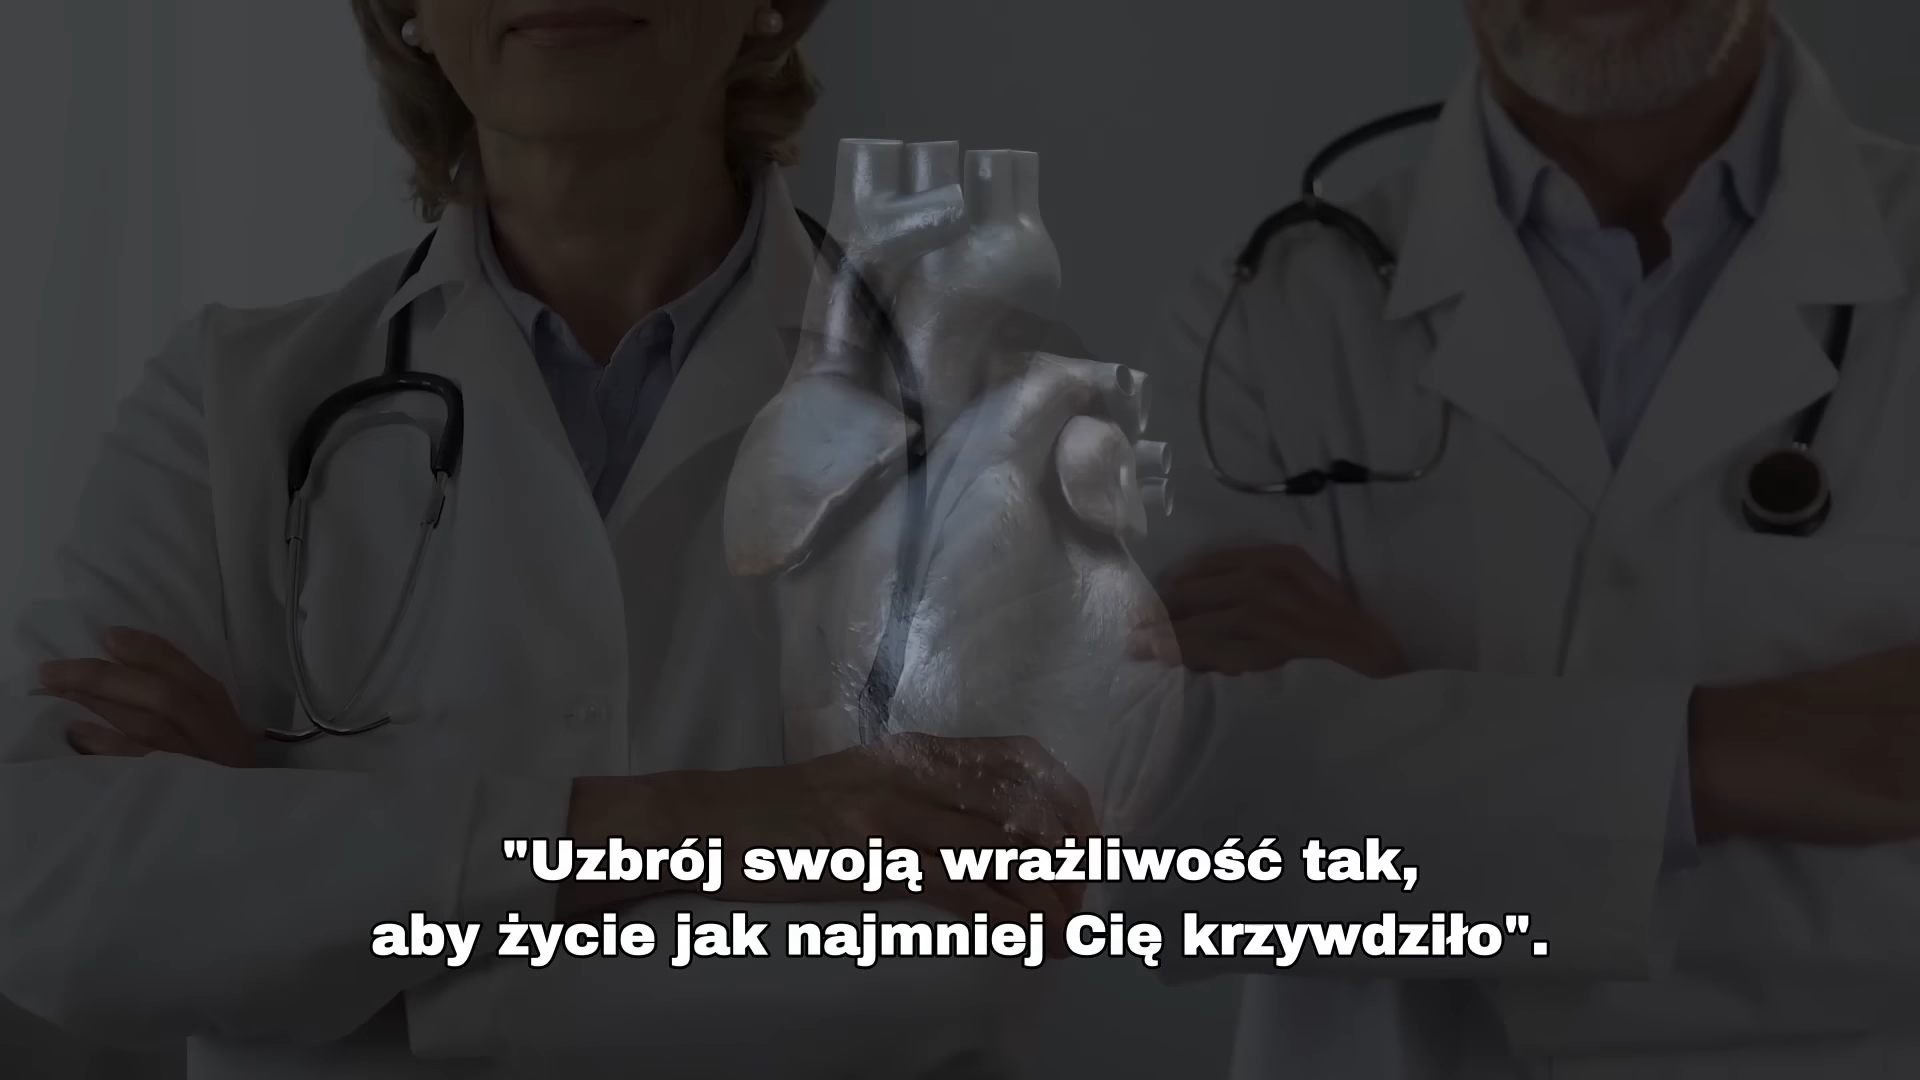 "Uzbrój swoją wrażliwość tak,
aby życie jak najmniej Cię krzywdziło".